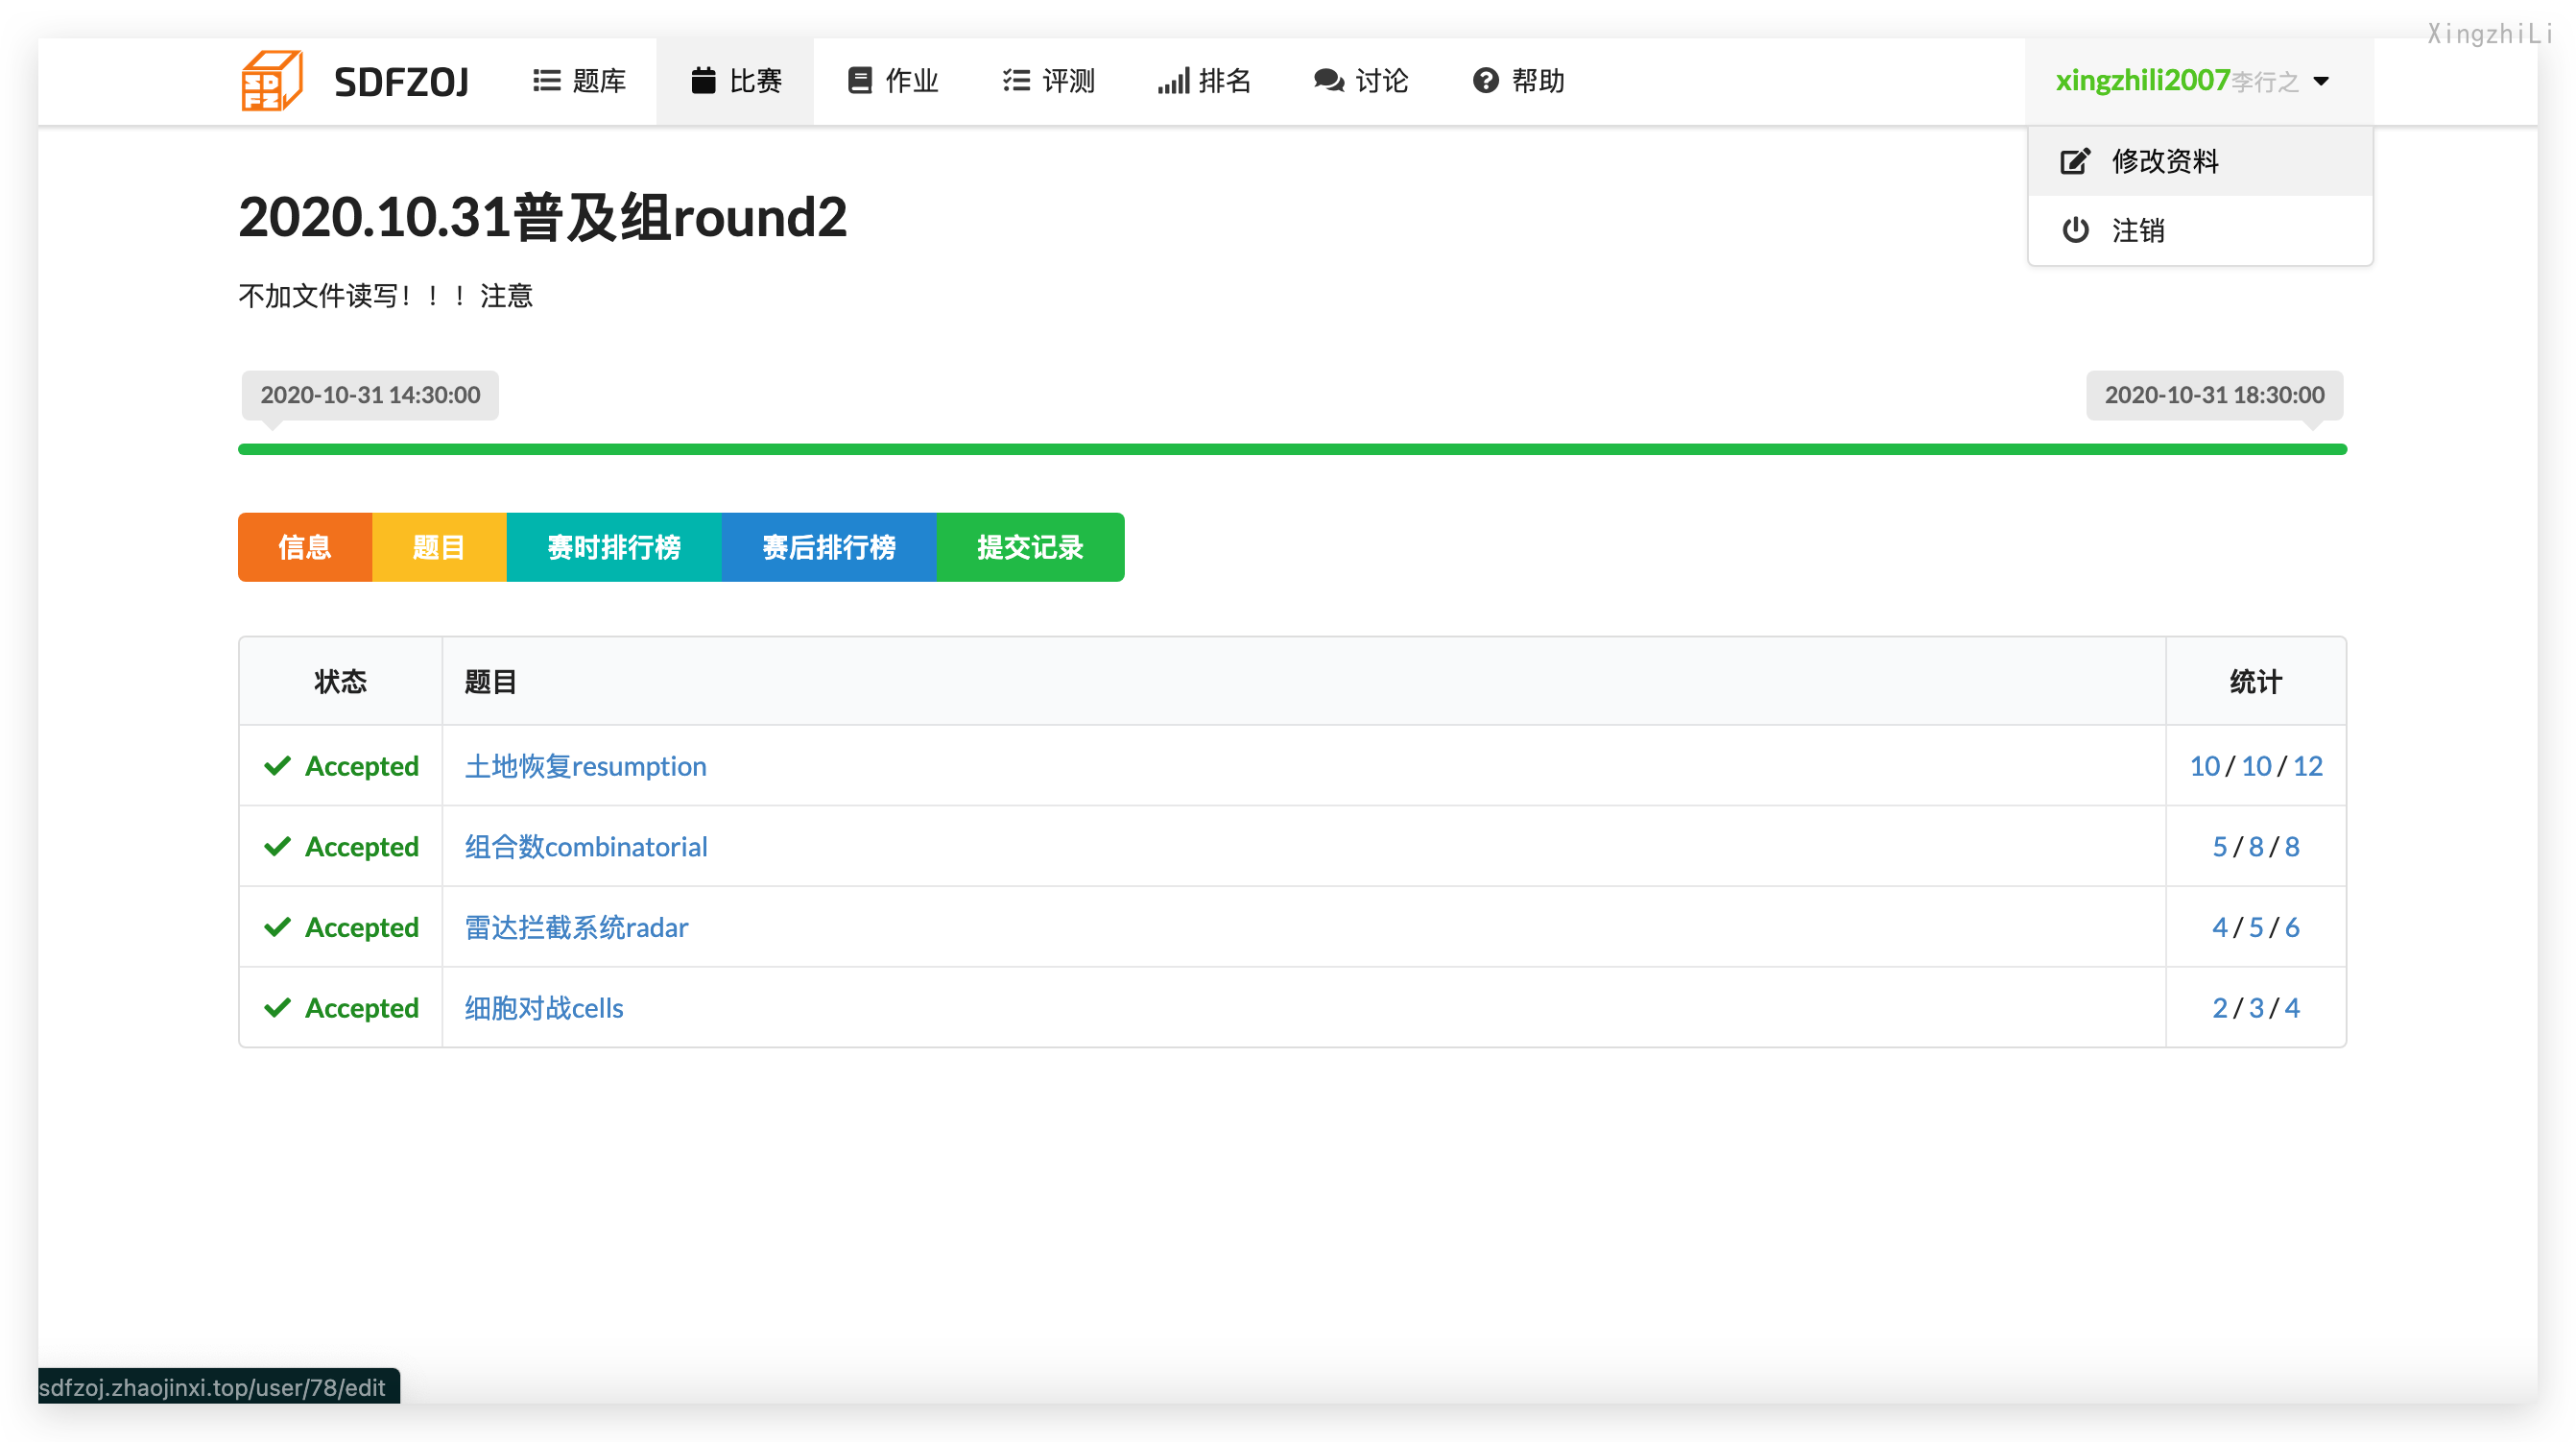 XingzhiLi
SDFZ
SDFZOJ 题库 比赛 作业 评测 排名 讨论 帮助 xingzhili2007李行之
修改资料
注销
2020.10.31普及组round2
不加文件读写！！！注意
2020-10-31 14:30:00 2020-10-31 18:30:00
信息 题目 赛时排行榜 赛后排行榜 提交记录
状态 题目 统计
Accepted 土地恢复resumption 10 / 10 / 12
Accepted 组合数combinatorial 5 / 8 / 8
Accepted 雷达拦截系统radar 4 / 5 / 6
Accepted 细胞对战cells 2 / 3 / 4
sdfzoj.zhaojinxi.top/user/78/edit